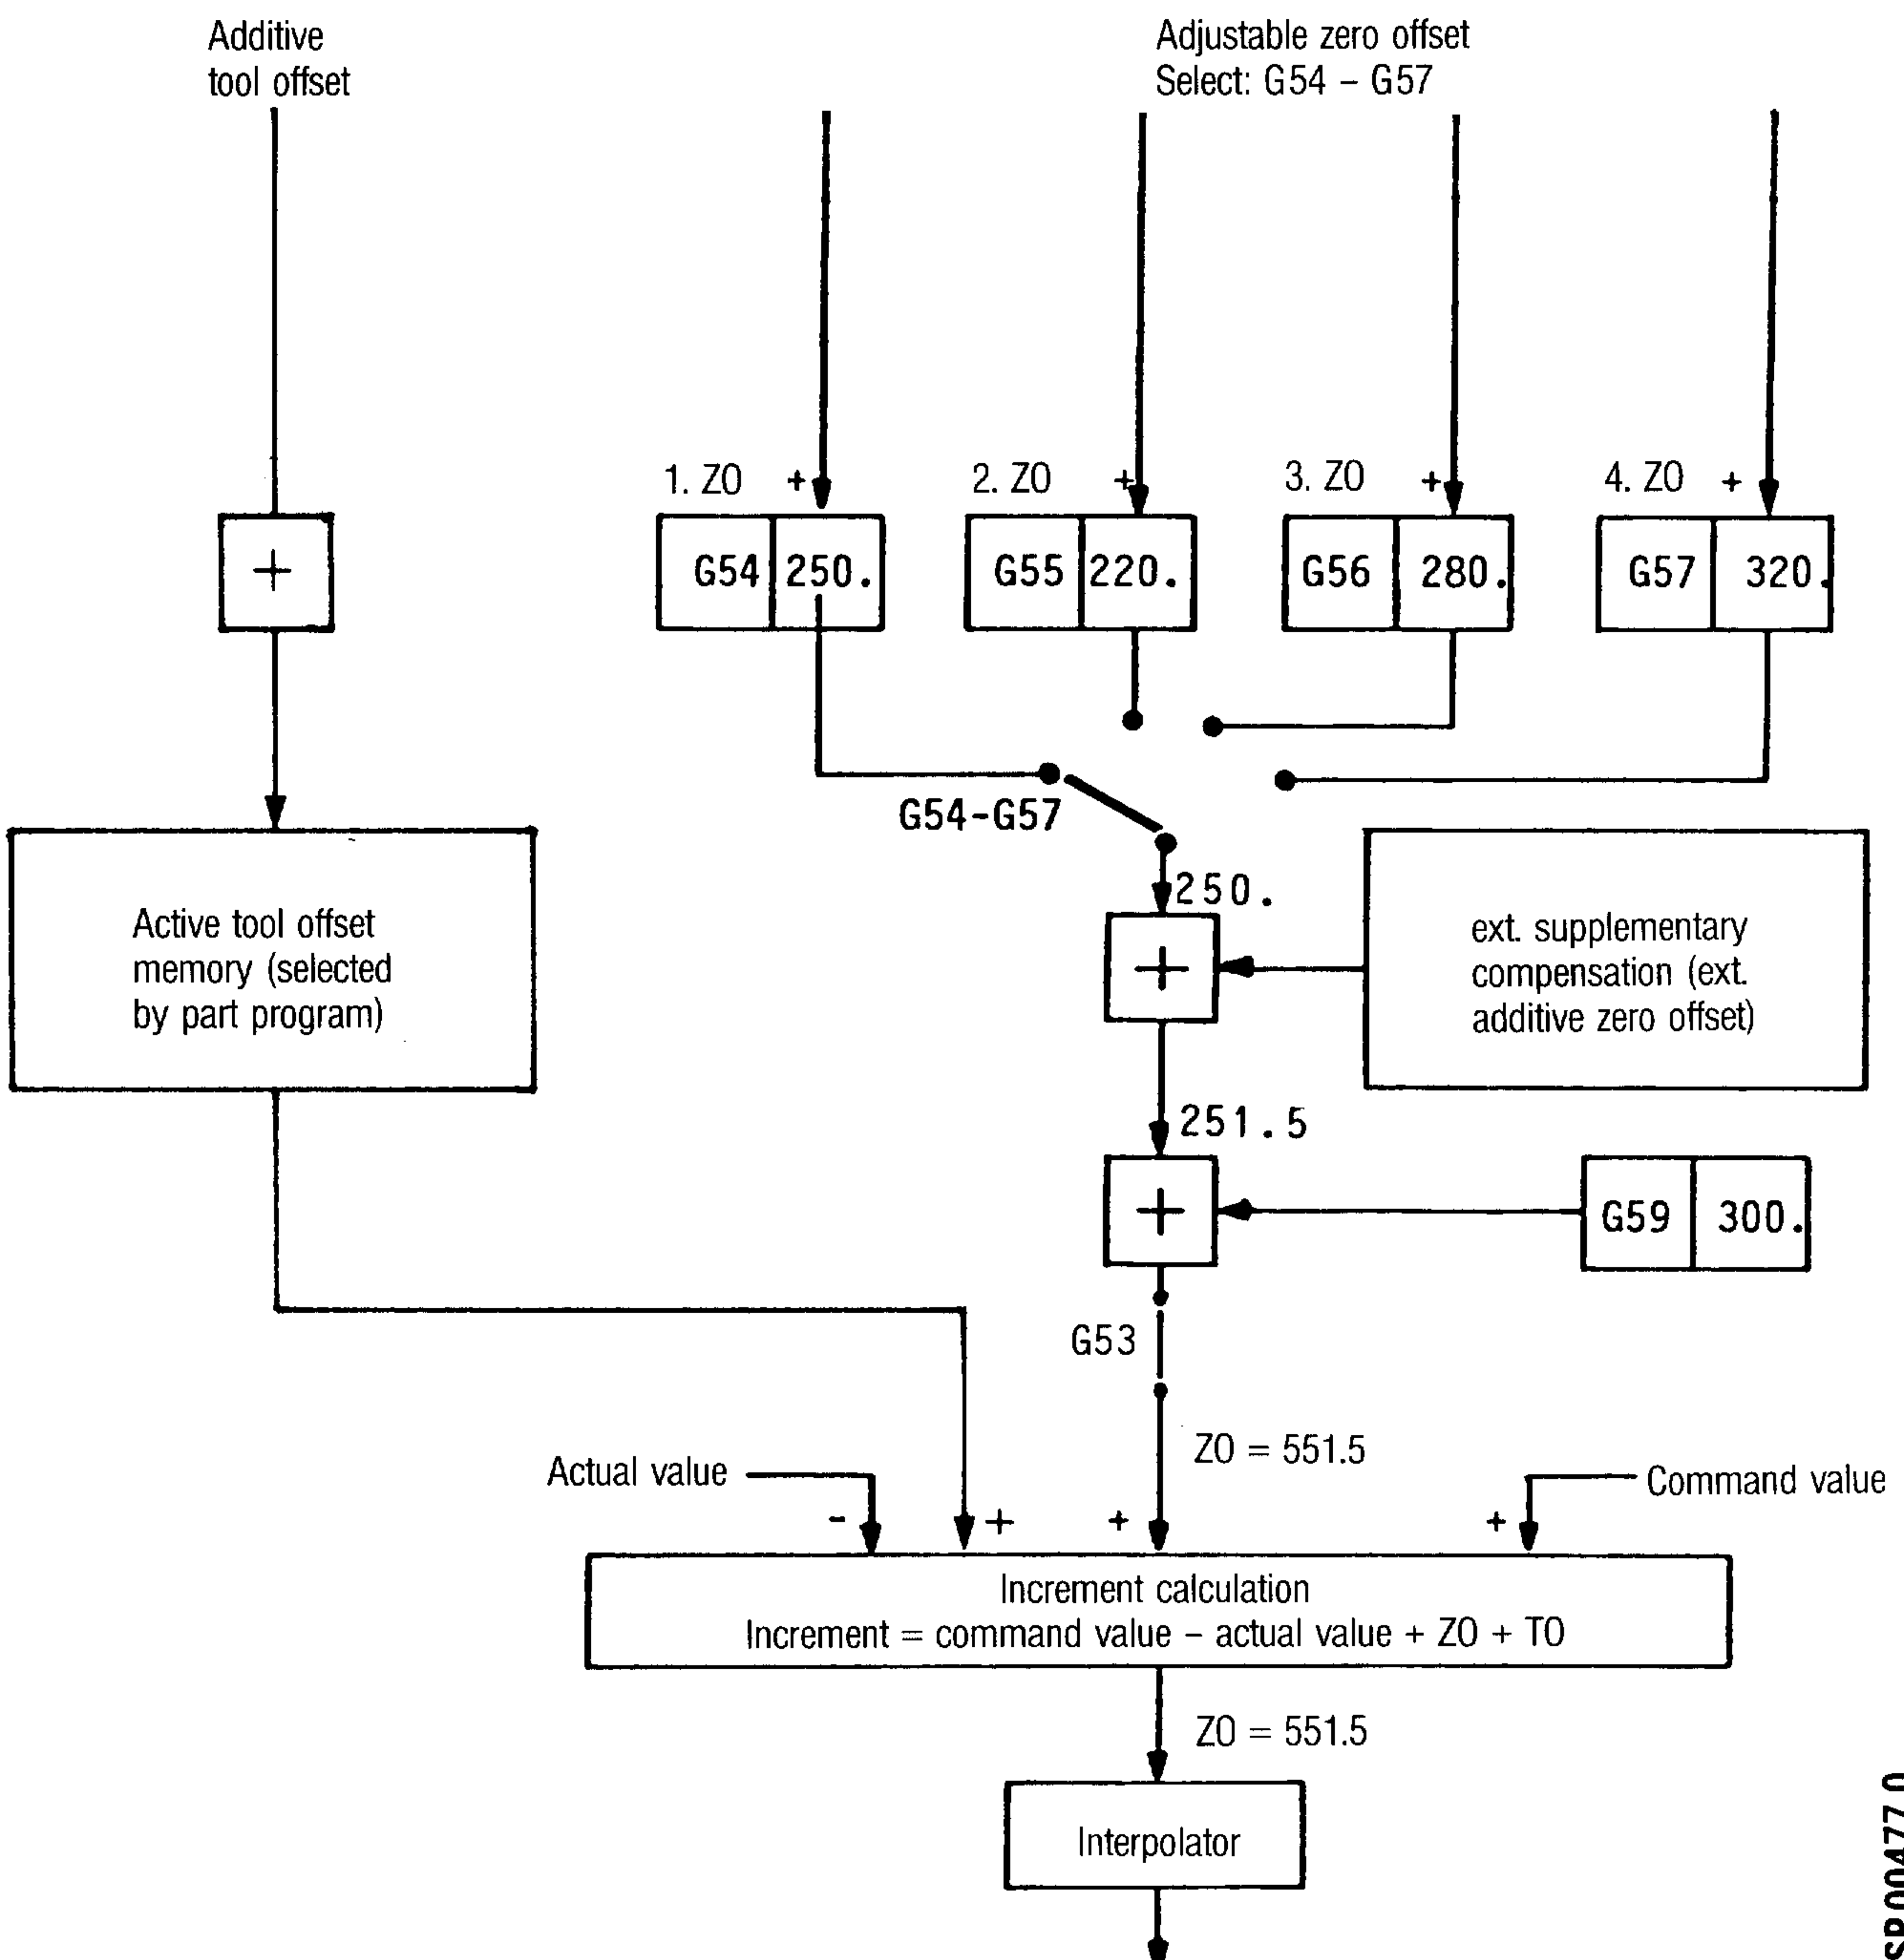 Additive
tool offset
Adjustable zero offset
Select: G54 – G57
1. ZO +
2. ZO +
3. ZO +
4. ZO +
+
G54 250.
G55 220.
G56 280.
G57 320.
G54-G57
250.
Active tool offset
memory (selected
by part program)
+
ext. supplementary
compensation (ext.
additive zero offset)
251.5
+
G59 300.
G53
ZO = 551.5
Actual value
Command value
- + + +
Increment calculation
Increment = command value – actual value + ZO + TO
ZO = 551.5
Interpolator